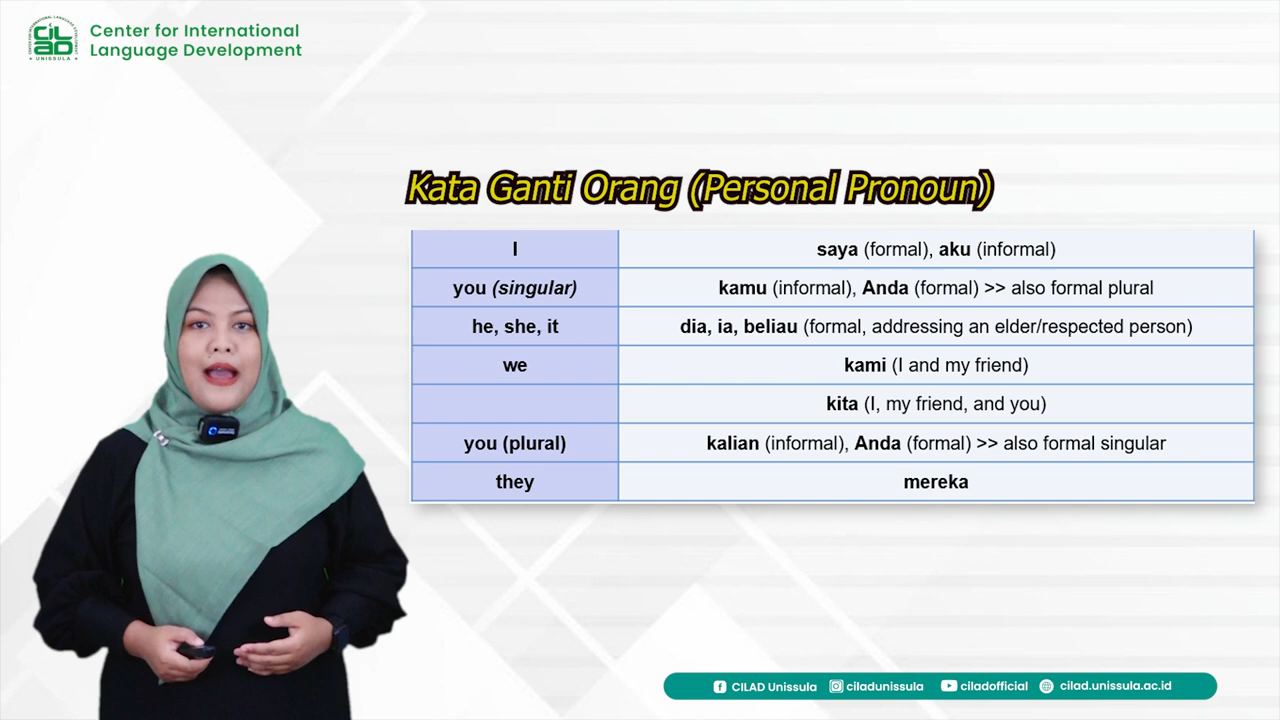 CILAD
UNISSULA
Center for International
Language Development
Kata Ganti Orang (Personal Pronoun)
I saya (formal), aku (informal)
you (singular) kamu (informal), Anda (formal) >> also formal plural
he, she, it dia, ia, beliau (formal, addressing an elder/respected person)
we kami (I and my friend)
kita (I, my friend, and you)
you (plural) kalian (informal), Anda (formal) >> also formal singular
they mereka
CILAD Unissula ciladunissula ciladofficial cilad.unissula.ac.id